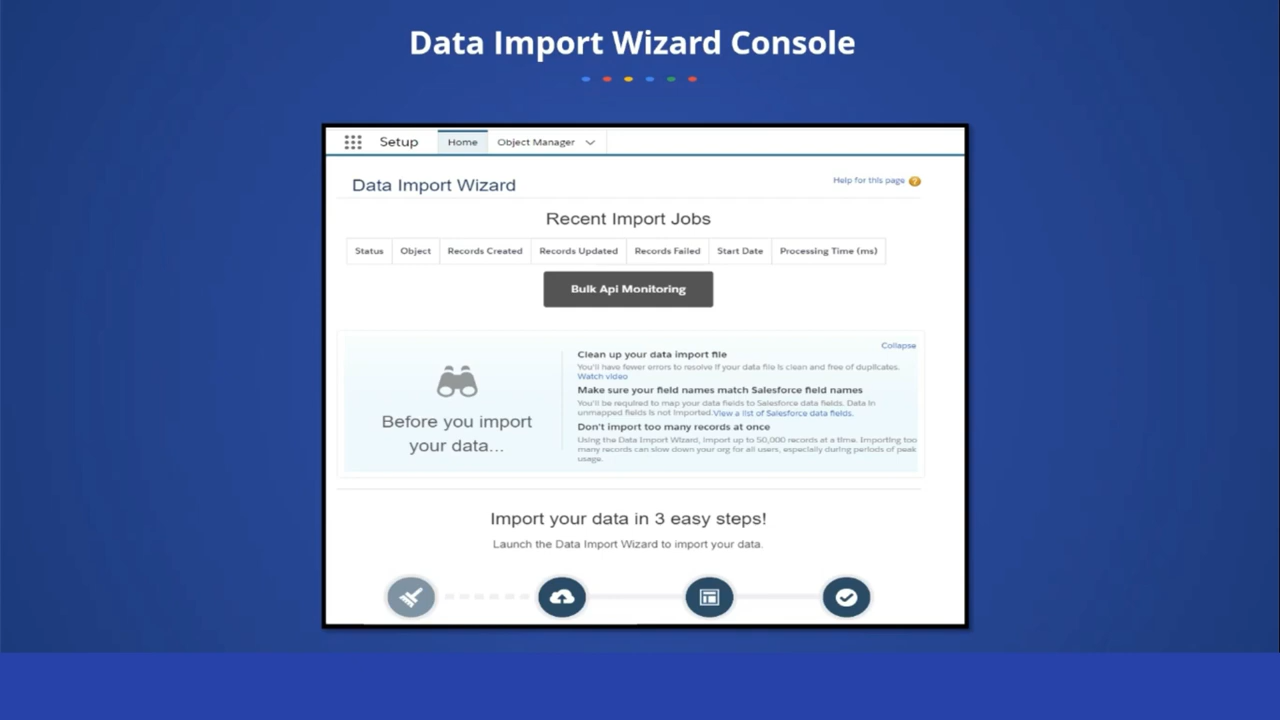 Data Import Wizard Console
Setup
Home
Object Manager
Data Import Wizard
Help for this page ?
Recent Import Jobs
Status Object Records Created Records Updated Records Failed Start Date Processing Time (ms)
Bulk Api Monitoring
Collapse
Before you import
your data...
Clean up your data import file
You'll have fewer errors to resolve if your data file is clean and free of duplicates.
Watch video
Make sure your field names match Salesforce field names
You'll be required to map your data fields to Salesforce data fields. Data in
unmapped fields is not imported.View a list of Salesforce data fields.
Don't import too many records at once
Using the Data Import Wizard, import up to 50,000 records at a time. Importing too
many records can slow down your org for all users, especially during periods of peak
usage.
Import your data in 3 easy steps!
Launch the Data Import Wizard to import your data.